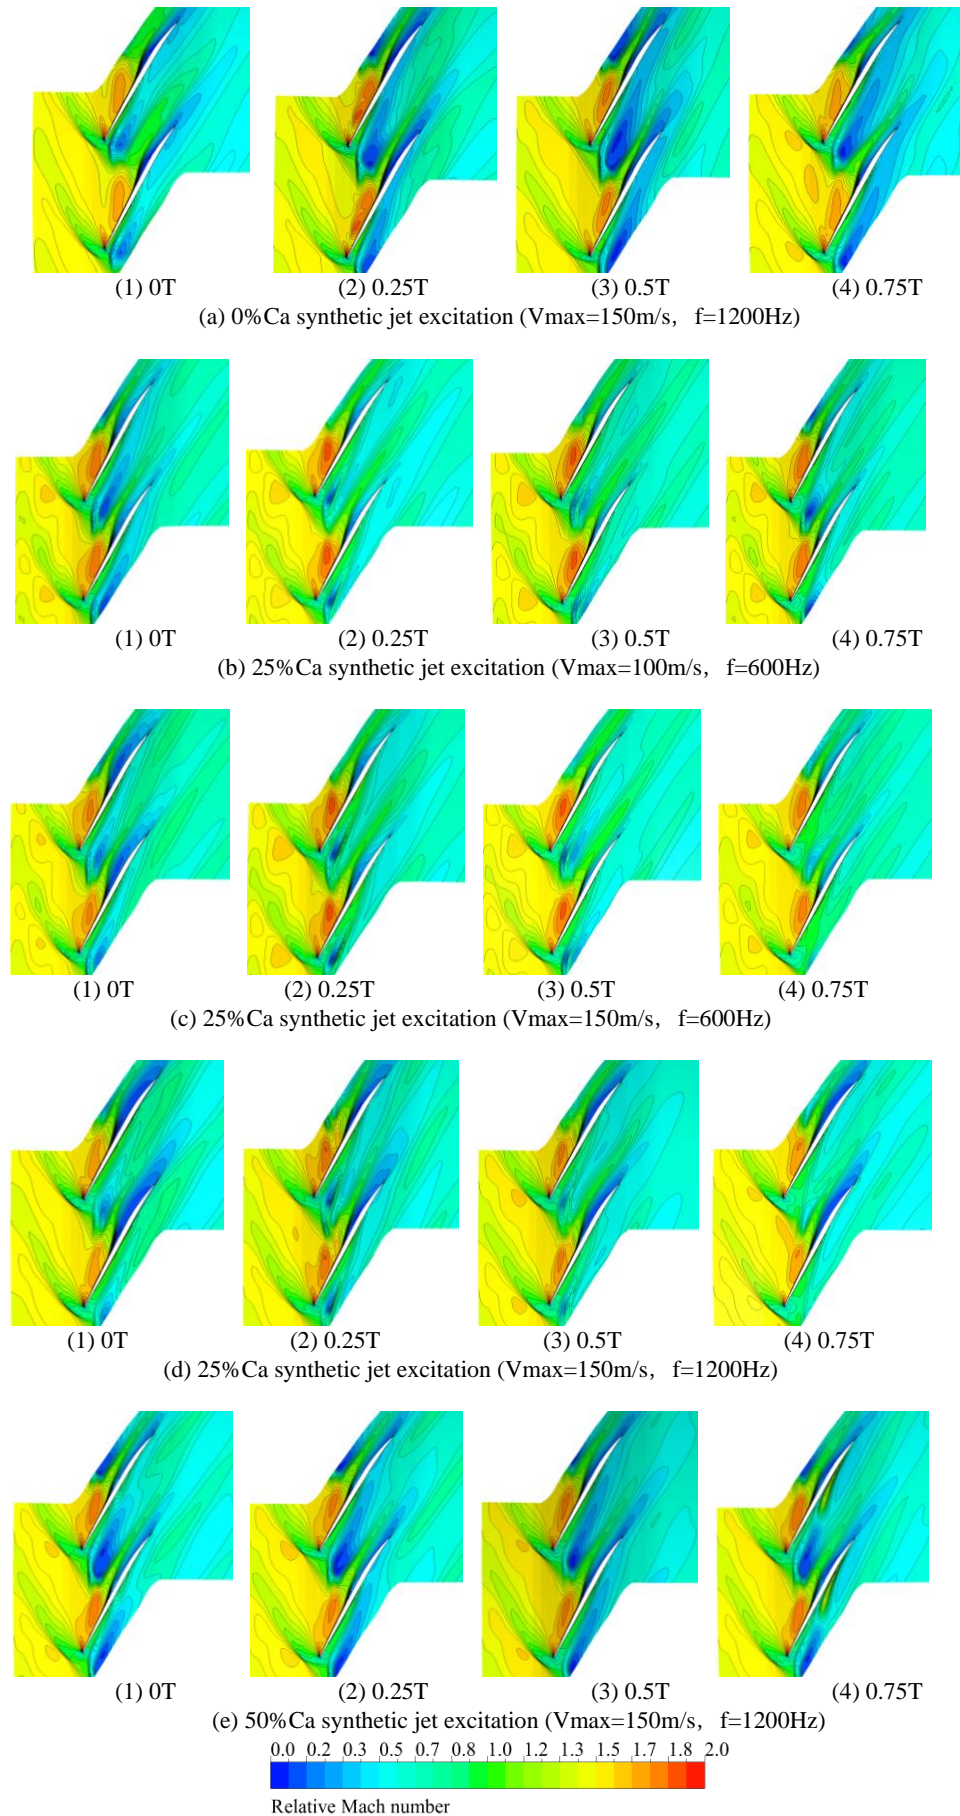 (1) 0T (2) 0.25T (3) 0.5T (4) 0.75T
(a) 0%Ca synthetic jet excitation (Vmax=150m/s, f=1200Hz)
(1) 0T (2) 0.25T (3) 0.5T (4) 0.75T
(b) 25%Ca synthetic jet excitation (Vmax=100m/s, f=600Hz)
(1) 0T (2) 0.25T (3) 0.5T (4) 0.75T
(c) 25%Ca synthetic jet excitation (Vmax=150m/s, f=600Hz)
(1) 0T (2) 0.25T (3) 0.5T (4) 0.75T
(d) 25%Ca synthetic jet excitation (Vmax=150m/s, f=1200Hz)
(1) 0T (2) 0.25T (3) 0.5T (4) 0.75T
(e) 50%Ca synthetic jet excitation (Vmax=150m/s, f=1200Hz)
0.0 0.2 0.3 0.5 0.7 0.8 1.0 1.2 1.3 1.5 1.7 1.8 2.0
Relative Mach number